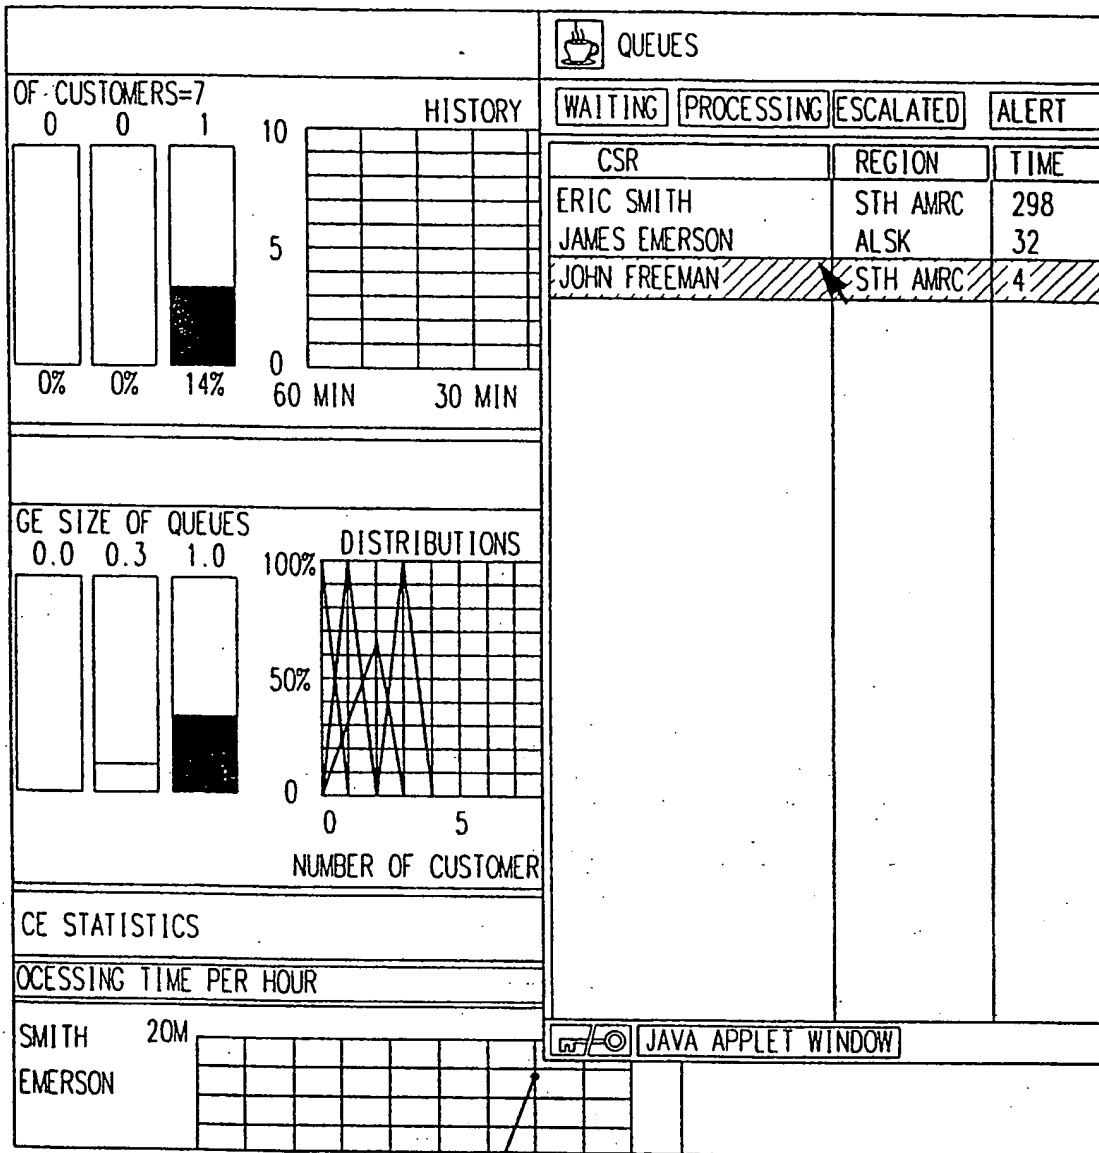 OF CUSTOMERS=7
0 0 1
0% 0% 14%
HISTORY
10
5
0
60 MIN 30 MIN
GE SIZE OF QUEUES
0.0 0.3 1.0
DISTRIBUTIONS
100%
50%
0
0 5
NUMBER OF CUSTOMER
CE STATISTICS
OCESSING TIME PER HOUR
SMITH 20M
EMERSON
QUEUES
WAITING PROCESSING ESCALATED ALERT
CSR REGION TIME
ERIC SMITH STH AMRC 298
JAMES EMERSON ALSK 32
JOHN FREEMAN STH AMRC 4
JAVA APPLET WINDOW